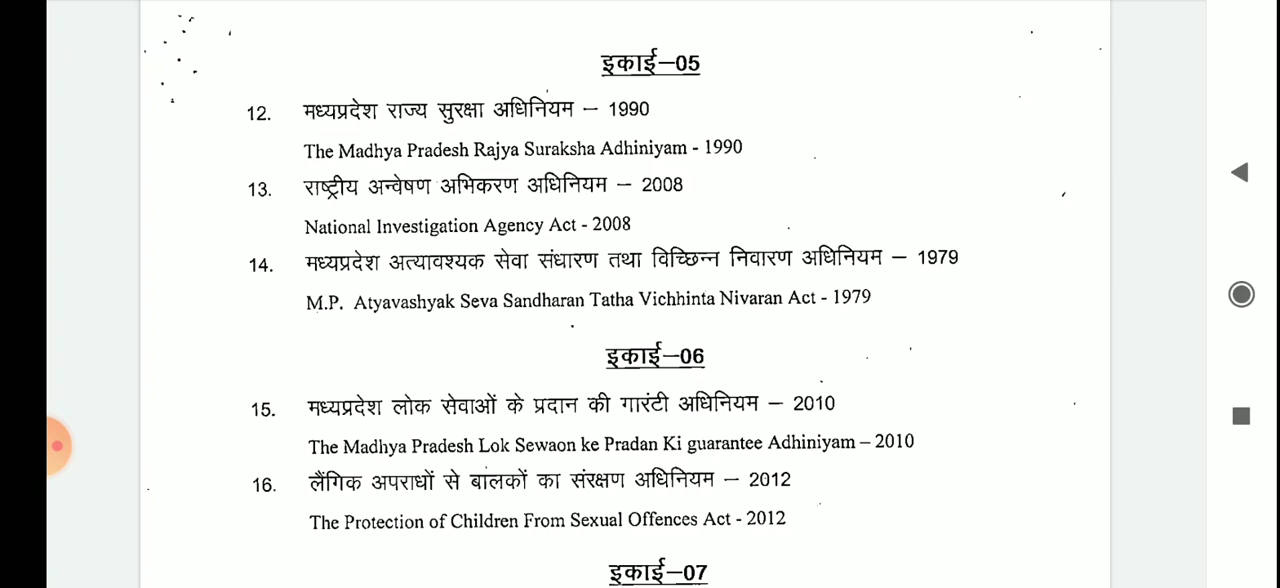 इकाई–05
12. मध्यप्रदेश राज्य सुरक्षा अधिनियम – 1990
The Madhya Pradesh Rajya Suraksha Adhiniyam - 1990
13. राष्ट्रीय अन्वेषण अभिकरण अधिनियम – 2008
National Investigation Agency Act - 2008
14. मध्यप्रदेश अत्यावश्यक सेवा संधारण तथा विच्छिन्न निवारण अधिनियम – 1979
M.P. Atyavashyak Seva Sandharan Tatha Vichhinta Nivaran Act - 1979
इकाई–06
15. मध्यप्रदेश लोक सेवाओं के प्रदान की गारंटी अधिनियम – 2010
The Madhya Pradesh Lok Sewaon ke Pradan Ki guarantee Adhiniyam – 2010
16. लैंगिक अपराधों से बालकों का संरक्षण अधिनियम – 2012
The Protection of Children From Sexual Offences Act - 2012
इकाई–07